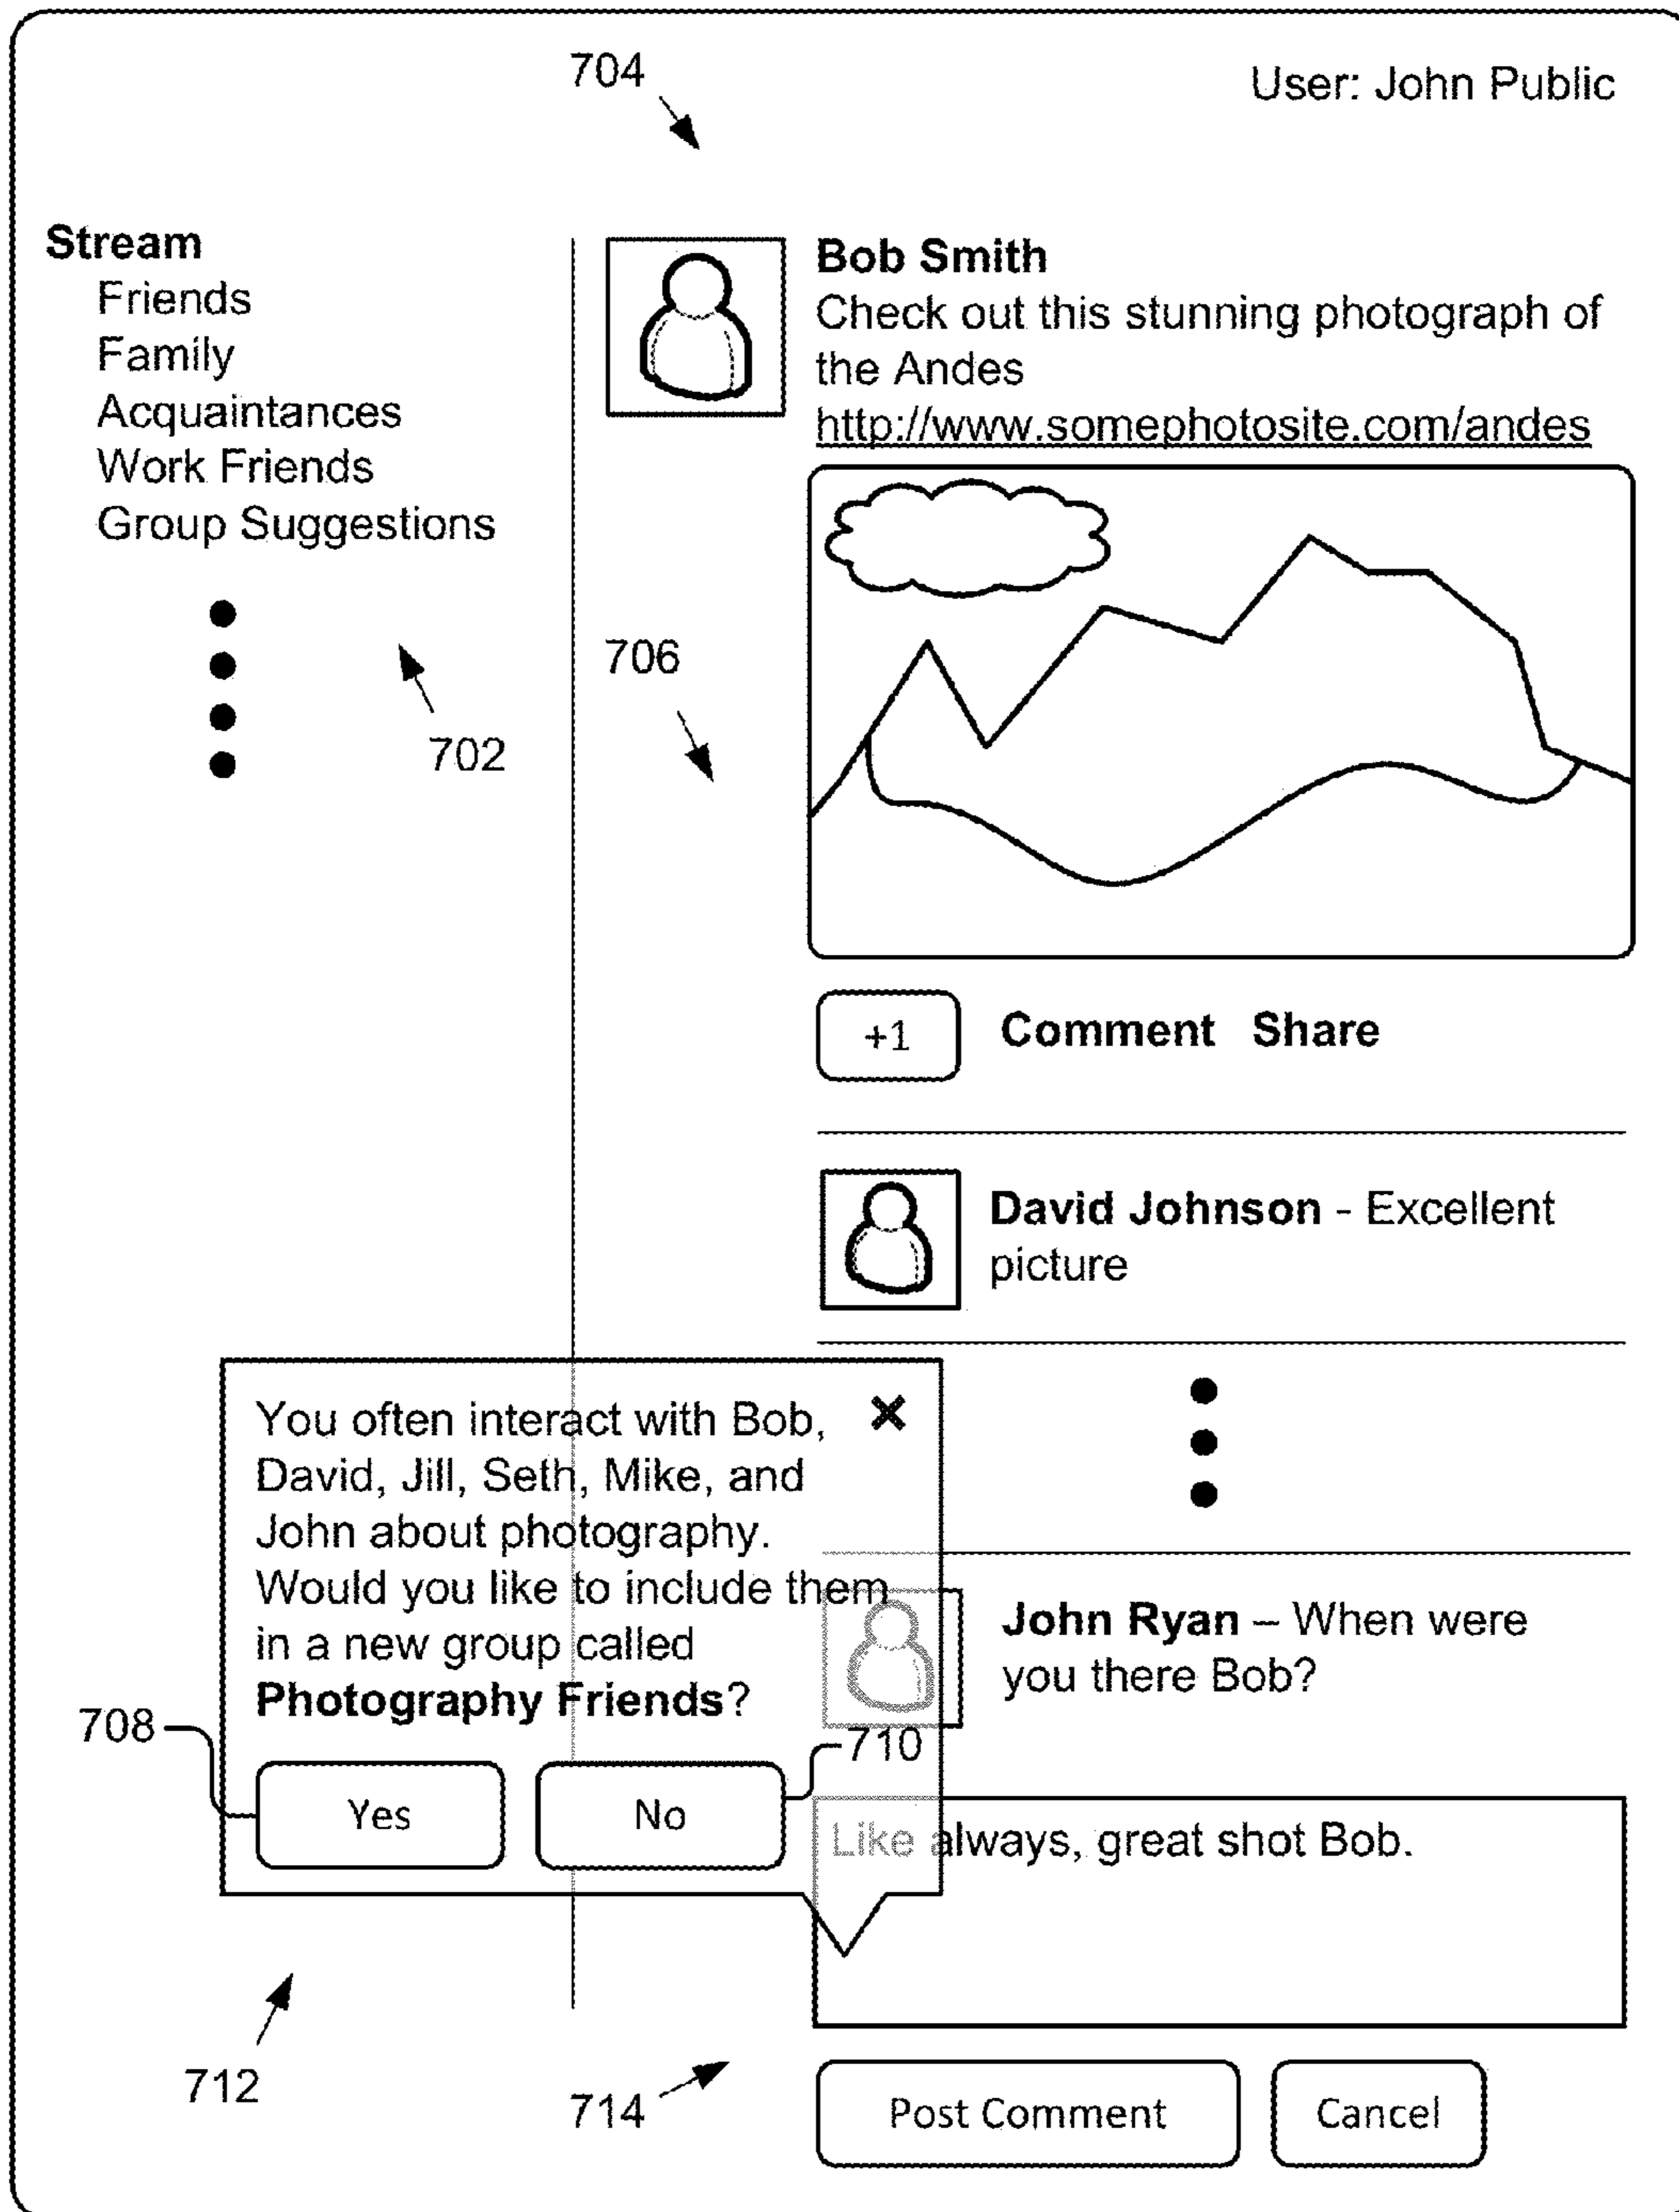 704
User: John Public
Stream
Friends
Family
Acquaintances
Work Friends
Group Suggestions
702
Bob Smith
Check out this stunning photograph of
the Andes
http://www.somephotosite.com/andes
706
+1
Comment Share
David Johnson - Excellent
picture
You often interact with Bob,
David, Jill, Seth, Mike, and
John about photography.
Would you like to include them
in a new group called
Photography Friends?
708
Yes
No
710
John Ryan – When were
you there Bob?
Like always, great shot Bob.
712
714
Post Comment
Cancel